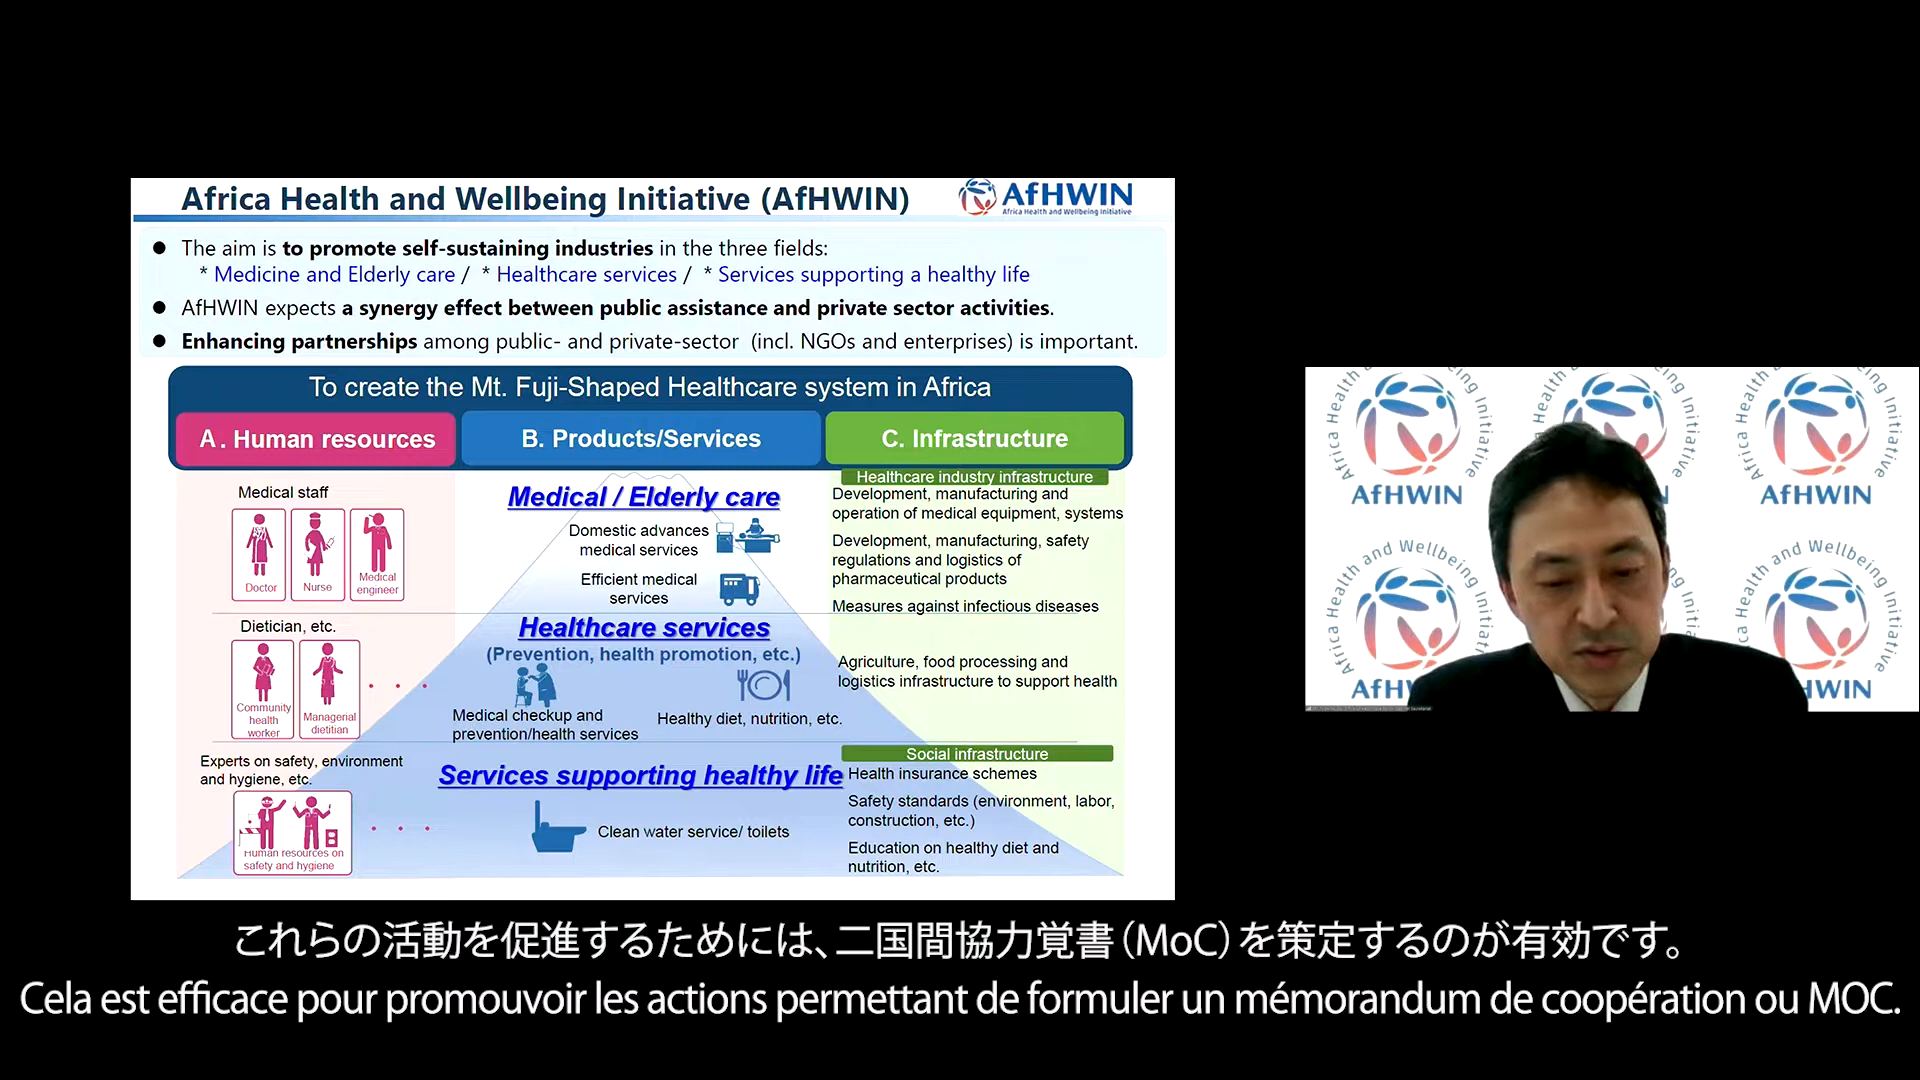 Africa Health and Wellbeing Initiative (AfHWIN)
AfHWIN
Africa Health and Wellbeing Initiative
● The aim is to promote self-sustaining industries in the three fields:
* Medicine and Elderly care / * Healthcare services / * Services supporting a healthy life
● AfHWIN expects a synergy effect between public assistance and private sector activities.
● Enhancing partnerships among public- and private-sector (incl. NGOs and enterprises) is important.
To create the Mt. Fuji-Shaped Healthcare system in Africa
A. Human resources
B. Products/Services
C. Infrastructure
Medical staff
Doctor
Nurse
Medical
engineer
Dietician, etc.
Community
health
worker
Managerial
dietitian
Experts on safety, environment
and hygiene, etc.
Human resources on
safety and hygiene
Medical / Elderly care
Domestic advances
medical services
Efficient medical
services
Healthcare services
(Prevention, health promotion, etc.)
Medical checkup and
prevention/health services
Healthy diet, nutrition, etc.
Services supporting healthy life
Clean water service/ toilets
Healthcare industry infrastructure
Development, manufacturing and
operation of medical equipment, systems
Development, manufacturing, safety
regulations and logistics of
pharmaceutical products
Measures against infectious diseases
Agriculture, food processing and
logistics infrastructure to support health
Social infrastructure
Health insurance schemes
Safety standards (environment, labor,
construction, etc.)
Education on healthy diet and
nutrition, etc.
Africa Health and Wellbeing Initiative
AfHWIN
AfHWIN
Africa Health and Wellbeing Initiative
AfH
HWIN
これらの活動を促進するためには、二国間協力覚書（MoC）を策定するのが有効です。
Cela est efficace pour promouvoir les actions permettant de formuler un mémorandum de coopération ou MOC.